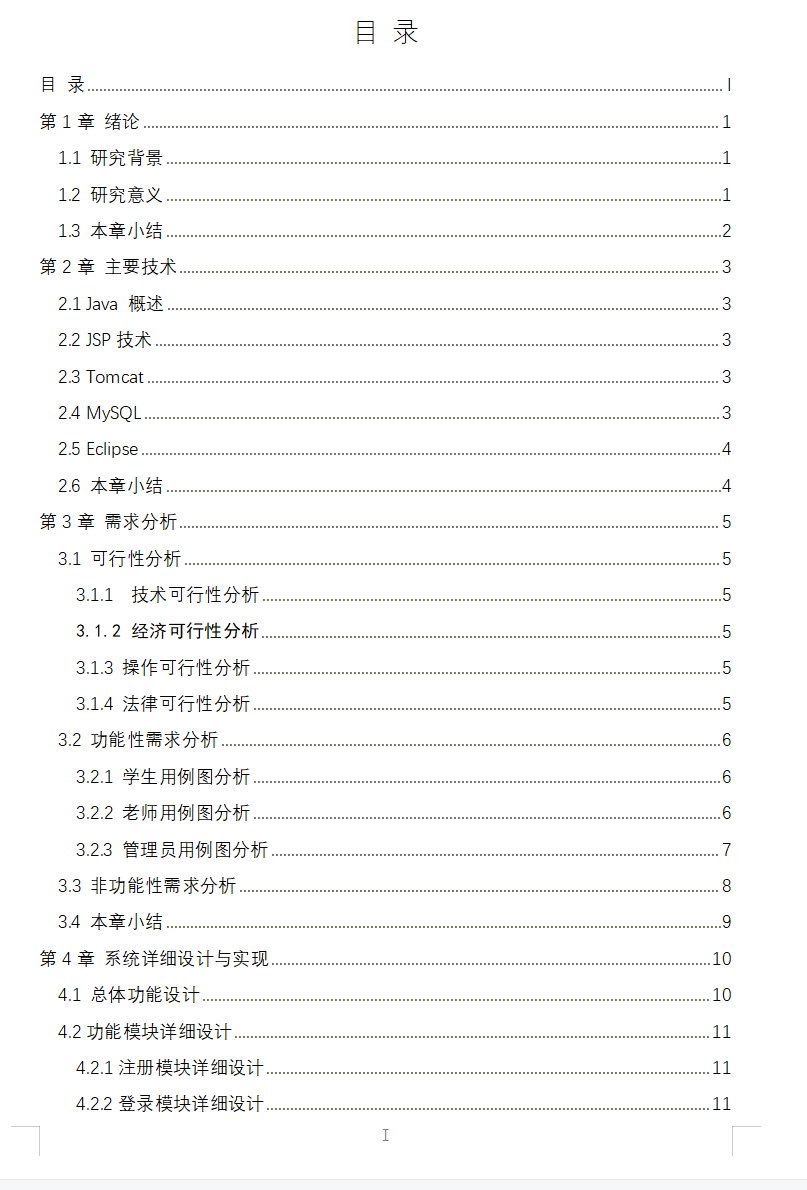 目 录
目 录 I
第 1 章 绪论 1
1.1 研究背景 1
1.2 研究意义 1
1.3 本章小结 2
第 2 章 主要技术 3
2.1 Java 概述 3
2.2 JSP 技术 3
2.3 Tomcat 3
2.4 MySQL 3
2.5 Eclipse 4
2.6 本章小结 4
第 3 章 需求分析 5
3.1 可行性分析 5
3.1.1 技术可行性分析 5
3.1.2 经济可行性分析 5
3.1.3 操作可行性分析 5
3.1.4 法律可行性分析 5
3.2 功能性需求分析 6
3.2.1 学生用例图分析 6
3.2.2 老师用例图分析 6
3.2.3 管理员用例图分析 7
3.3 非功能性需求分析 8
3.4 本章小结 9
第 4 章 系统详细设计与实现 10
4.1 总体功能设计 10
4.2 功能模块详细设计 11
4.2.1 注册模块详细设计 11
4.2.2 登录模块详细设计 11
I